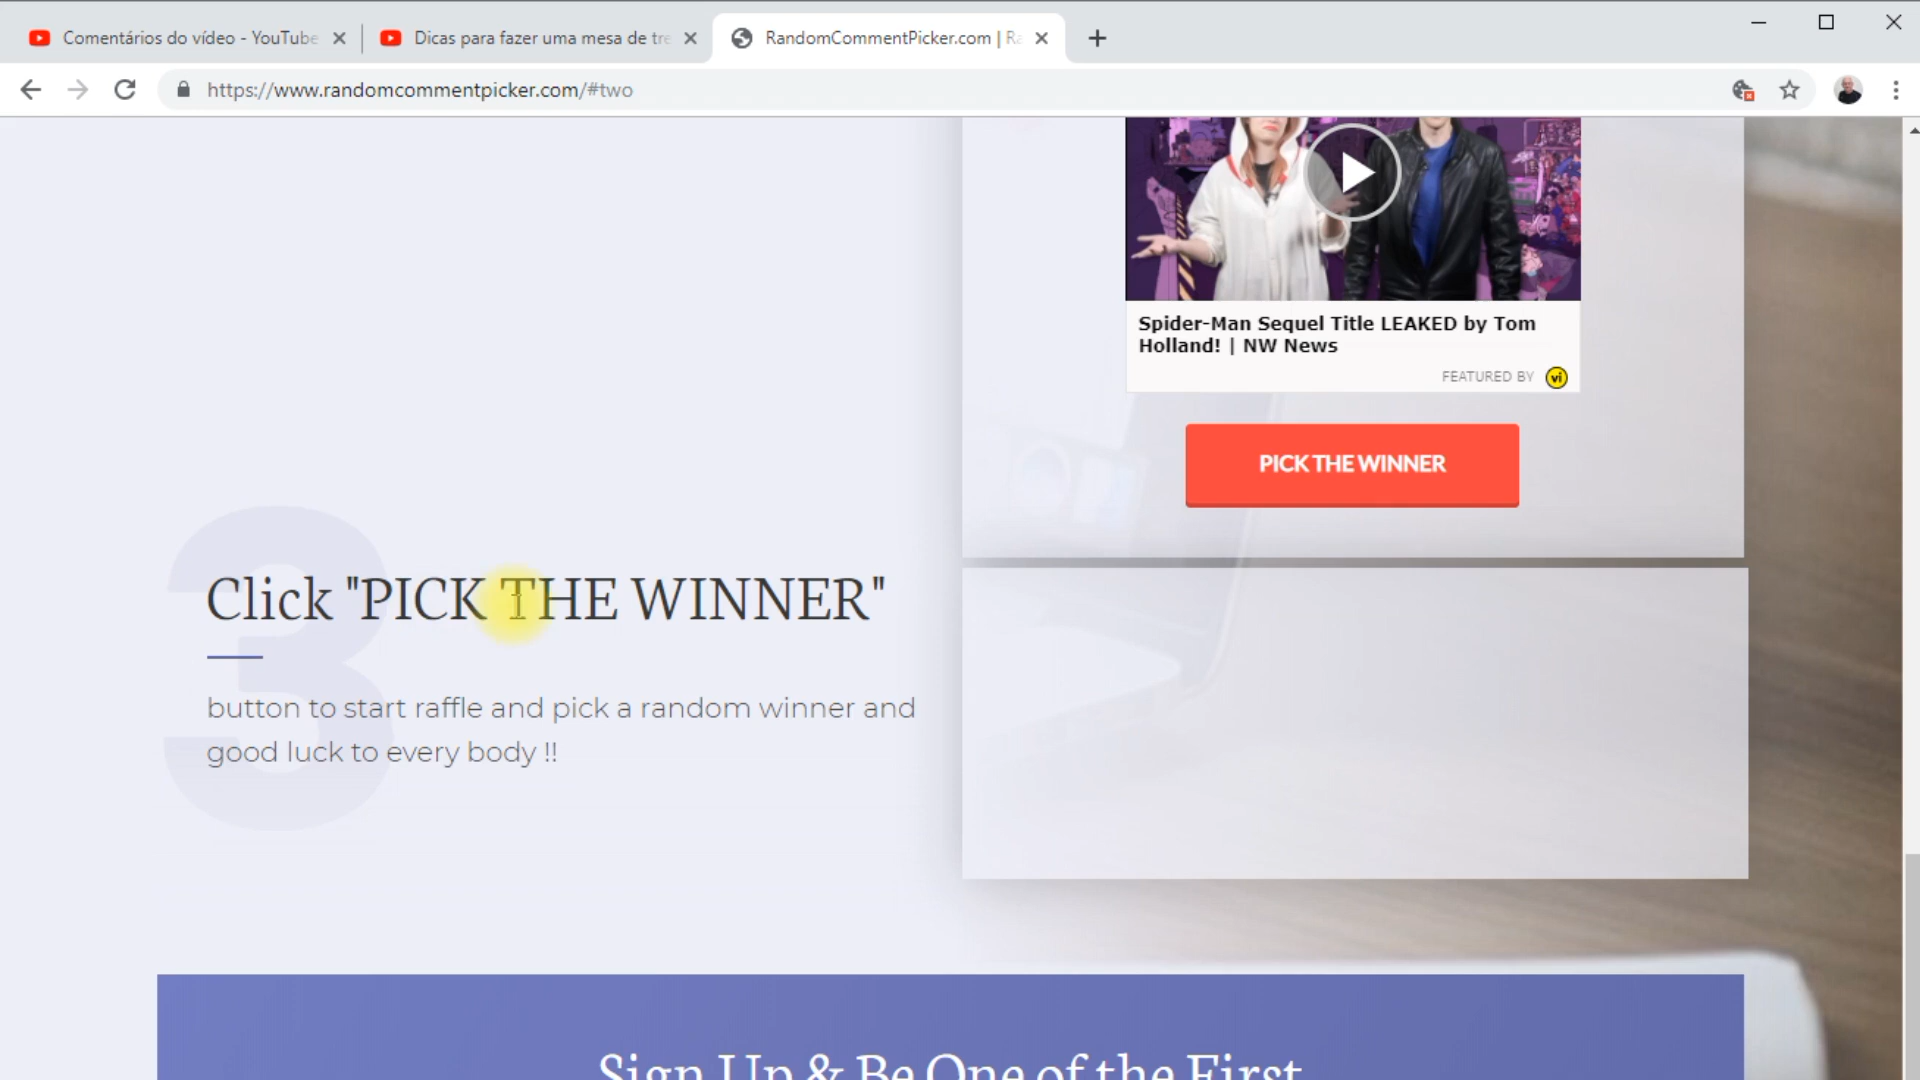 Comentários do vídeo - YouTube
Dicas para fazer uma mesa de tre
RandomCommentPicker.com | Ra
https://www.randomcommentpicker.com/#two
Spider-Man Sequel Title LEAKED by Tom
Holland! | NW News
FEATURED BY vi
PICK THE WINNER
3
Click "PICK THE WINNER"
button to start raffle and pick a random winner and
good luck to every body !!
Sign Up & Be One of the First